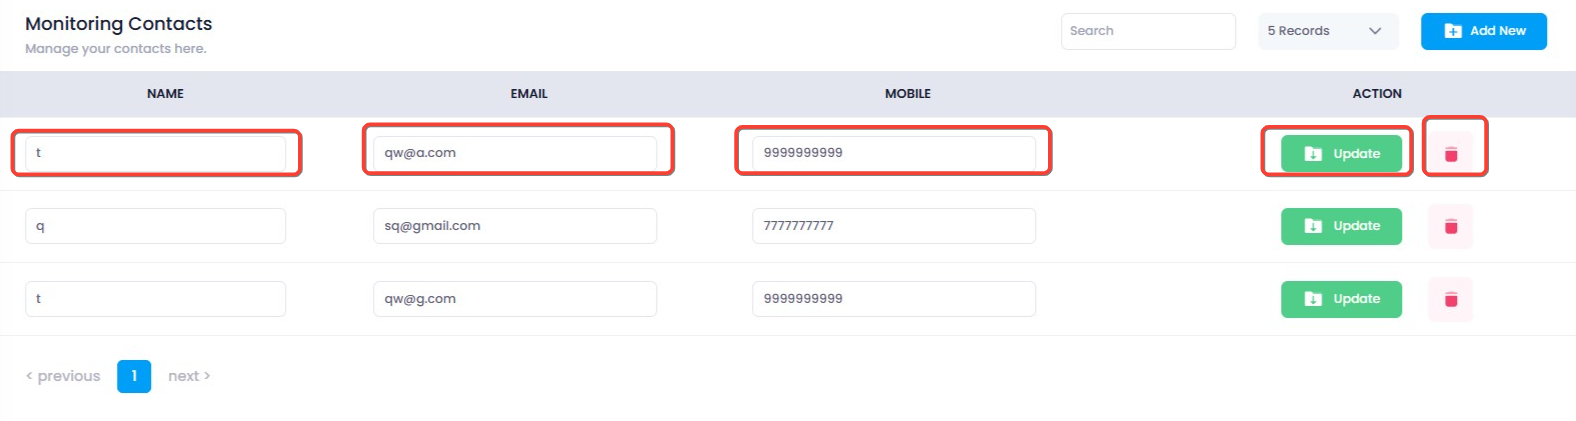 Monitoring Contacts
Manage your contacts here.
Search
5 Records
Add New
NAME EMAIL MOBILE ACTION
t qw@a.com 9999999999 Update
q sq@gmail.com 7777777777 Update
t qw@g.com 9999999999 Update
< previous 1 next >